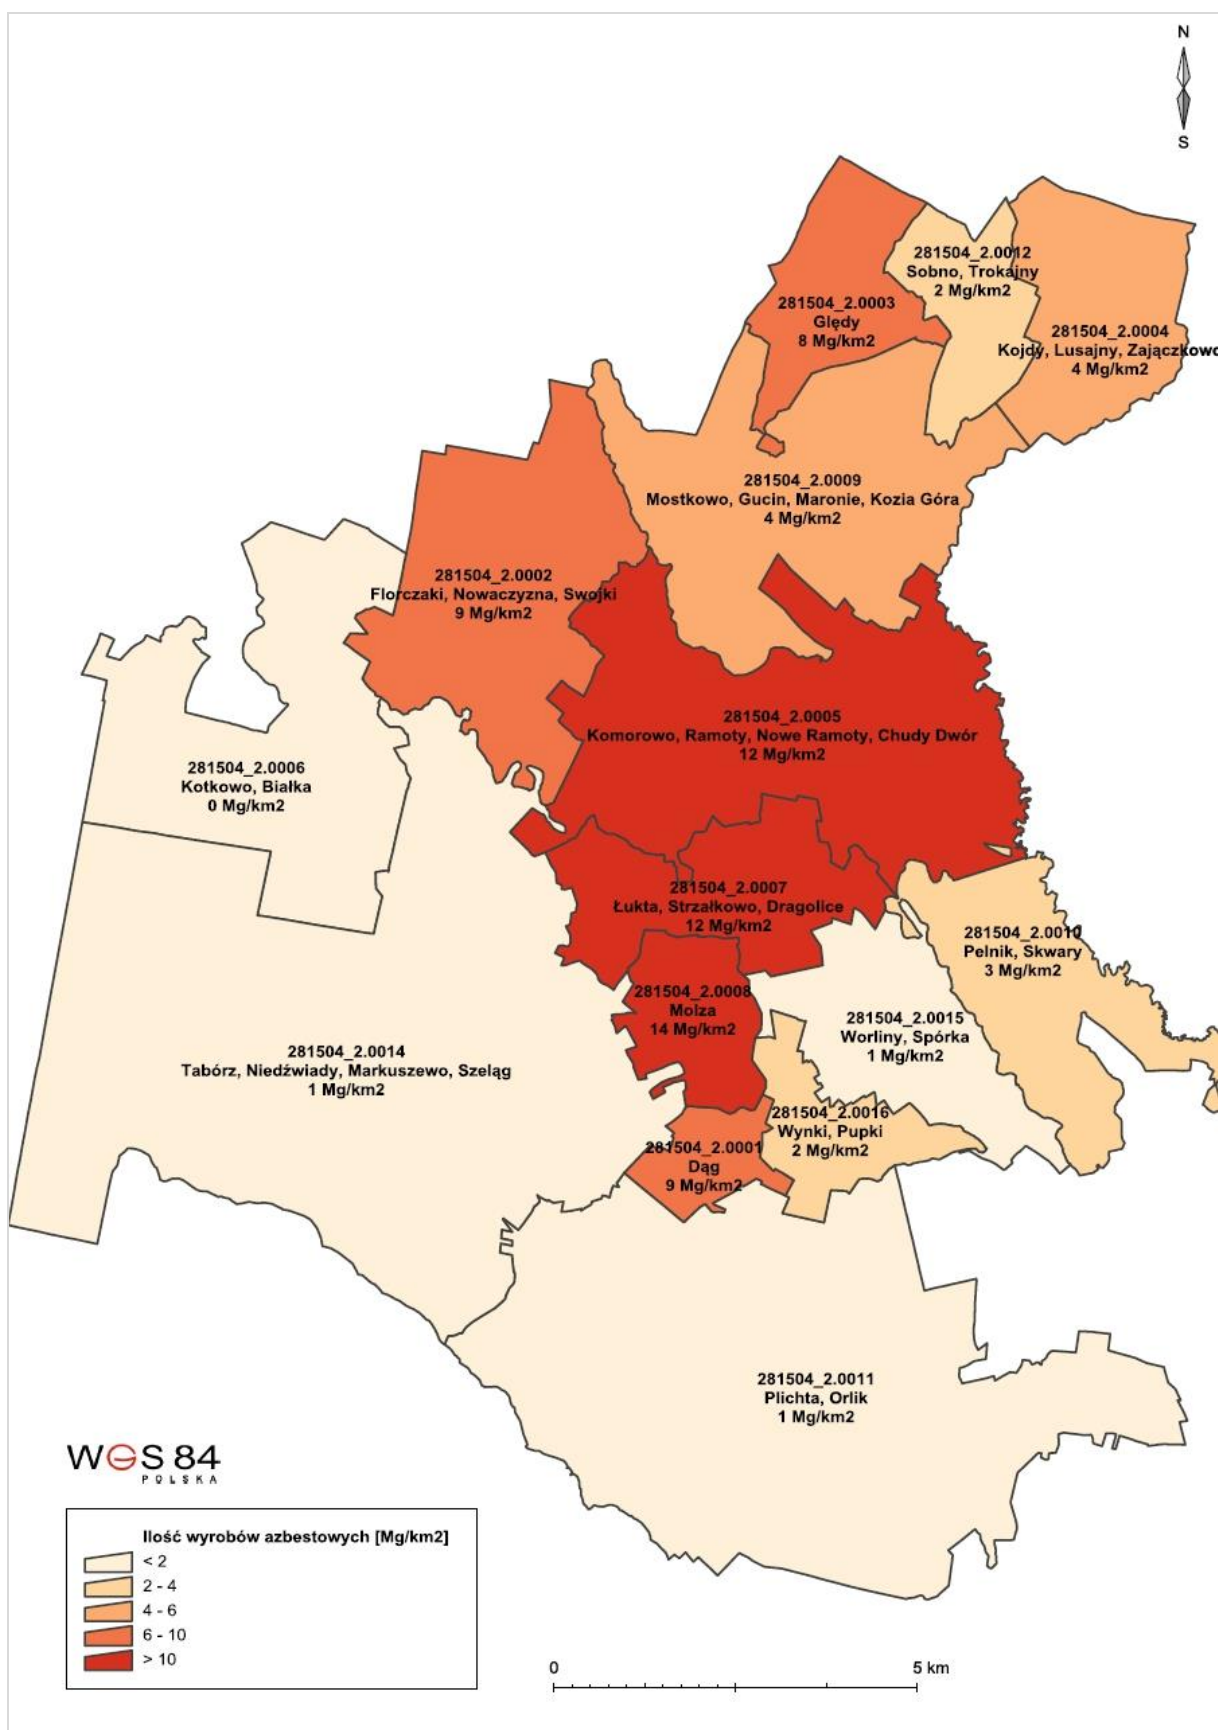 N
S
281504_2.0012
Sobno, Trokajny
2 Mg/km2
281504_2.0003
Ględy
8 Mg/km2
281504_2.0004
Kojdy, Lusajny, Zajączkowo
4 Mg/km2
281504_2.0009
Mostkowo, Gucin, Maronie, Kozia Góra
4 Mg/km2
281504_2.0002
Florczaki, Nowaczyzna, Swojki
9 Mg/km2
281504_2.0005
Komorowo, Ramoty, Nowe Ramoty, Chudy Dwór
12 Mg/km2
281504_2.0006
Kotkowo, Białka
0 Mg/km2
281504_2.0007
Łukta, Strzałkowo, Dragolice
12 Mg/km2
281504_2.0010
Pelnik, Skwary
3 Mg/km2
281504_2.0008
Molza
14 Mg/km2
281504_2.0015
Worliny, Spórka
1 Mg/km2
281504_2.0014
Tabórz, Niedźwiady, Markuszewo, Szeląg
1 Mg/km2
281504_2.0016
Wynki, Pupki
2 Mg/km2
281504_2.0001
Dąg
9 Mg/km2
281504_2.0011
Plichta, Orlik
1 Mg/km2
WGS 84
POLSKA
Ilość wyrobów azbestowych [Mg/km2]
< 2
2 - 4
4 - 6
6 - 10
> 10
0 5 km